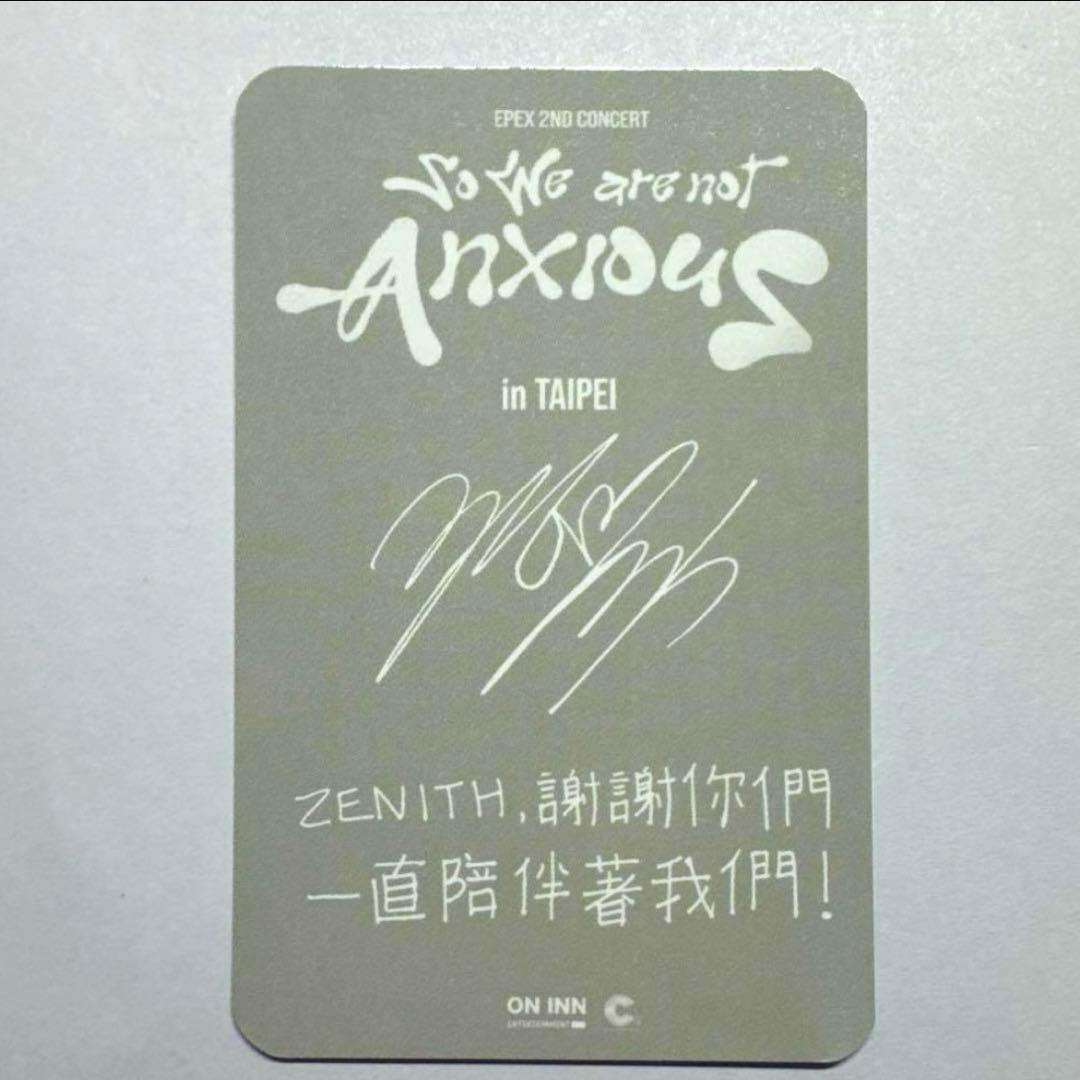 EPEX 2ND CONCERT
So We are not
Anxious
in TAIPEI
ZENITH,謝謝你們
一直陪伴著我們!
ON INN
ENTERTAINMENT